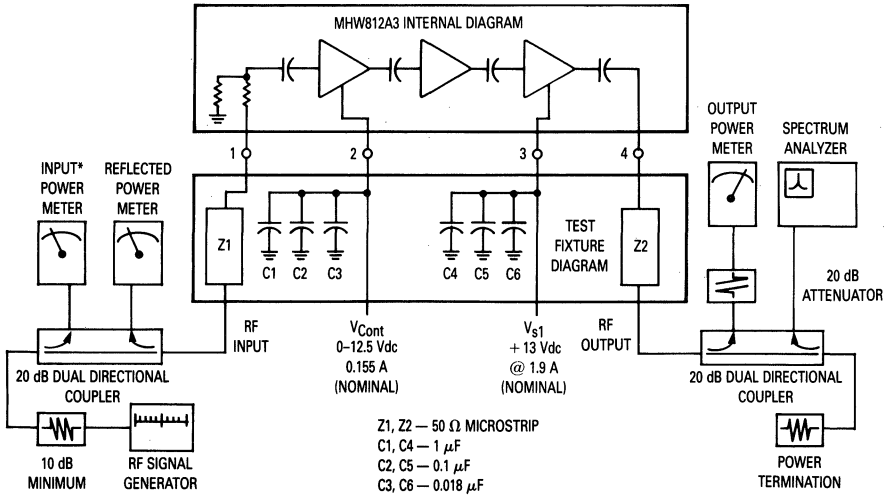 MHW812A3 INTERNAL DIAGRAM
1
2
3
4
INPUT*
POWER
METER
REFLECTED
POWER
METER
OUTPUT
POWER
METER
SPECTRUM
ANALYZER
Z1
C1
C2
C3
C4
C5
C6
TEST
FIXTURE
DIAGRAM
Z2
20 dB
ATTENUATOR
RF
INPUT
VCont
0–12.5 Vdc
0.155 A
(NOMINAL)
Vs1
+ 13 Vdc
@ 1.9 A
(NOMINAL)
RF
OUTPUT
20 dB DUAL DIRECTIONAL
COUPLER
20 dB DUAL DIRECTIONAL
COUPLER
10 dB
MINIMUM
RF SIGNAL
GENERATOR
Z1, Z2 — 50 Ω MICROSTRIP
C1, C4 — 1 μF
C2, C5 — 0.1 μF
C3, C6 — 0.018 μF
POWER
TERMINATION